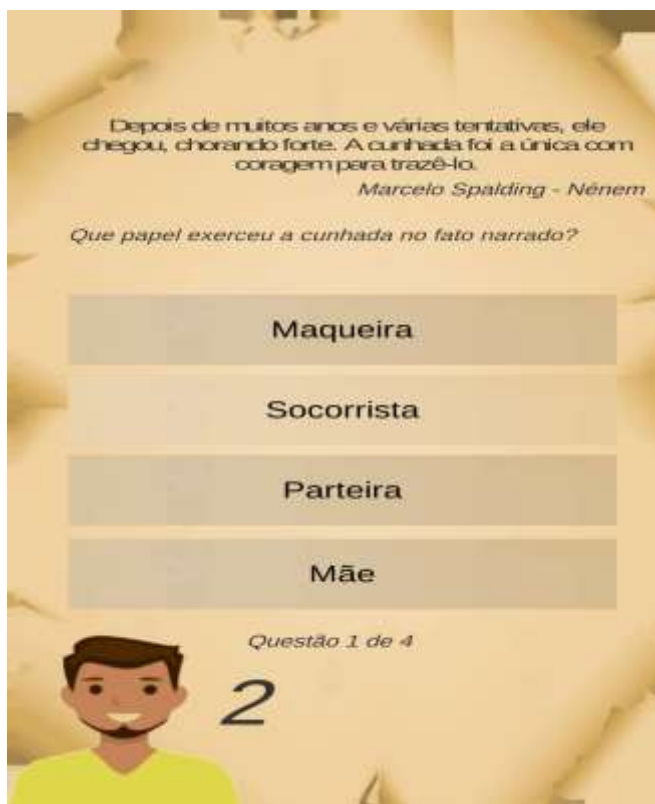 Depois de muitos anos e várias tentativas, ele
chegou, chorando forte. A cunhada foi a única com
coragem para trazê-lo.
Marcelo Spalding - Nénem
Que papel exerceu a cunhada no fato narrado?
Maqueira
Socorrista
Parteira
Mãe
Questão 1 de 4
2